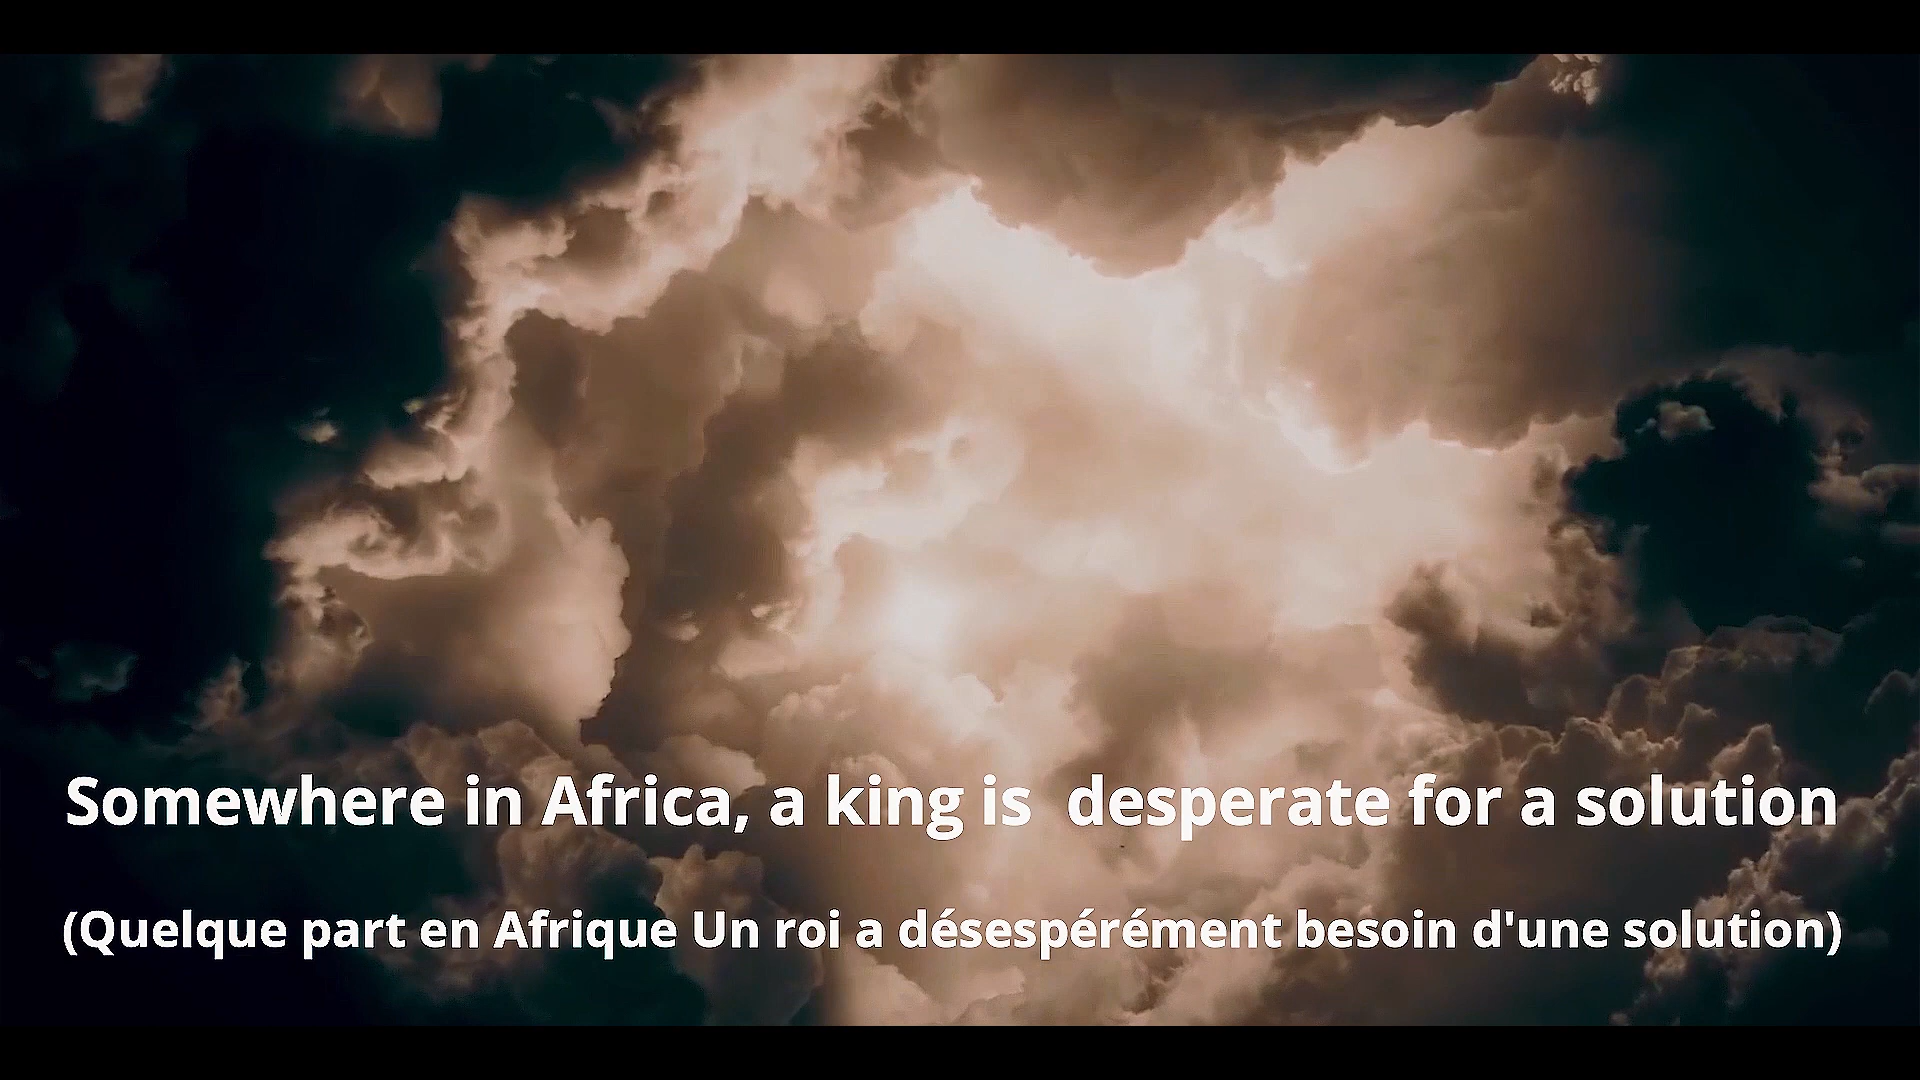 Somewhere in Africa, a king is  desperate for a solution
(Quelque part en Afrique Un roi a désespérément besoin d'une solution)